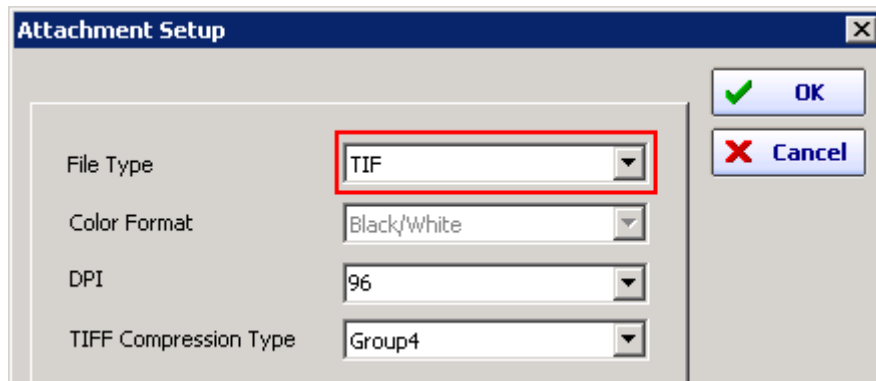 Attachment Setup
OK
Cancel
File Type
TIF
Color Format
Black/White
DPI
96
TIFF Compression Type
Group4